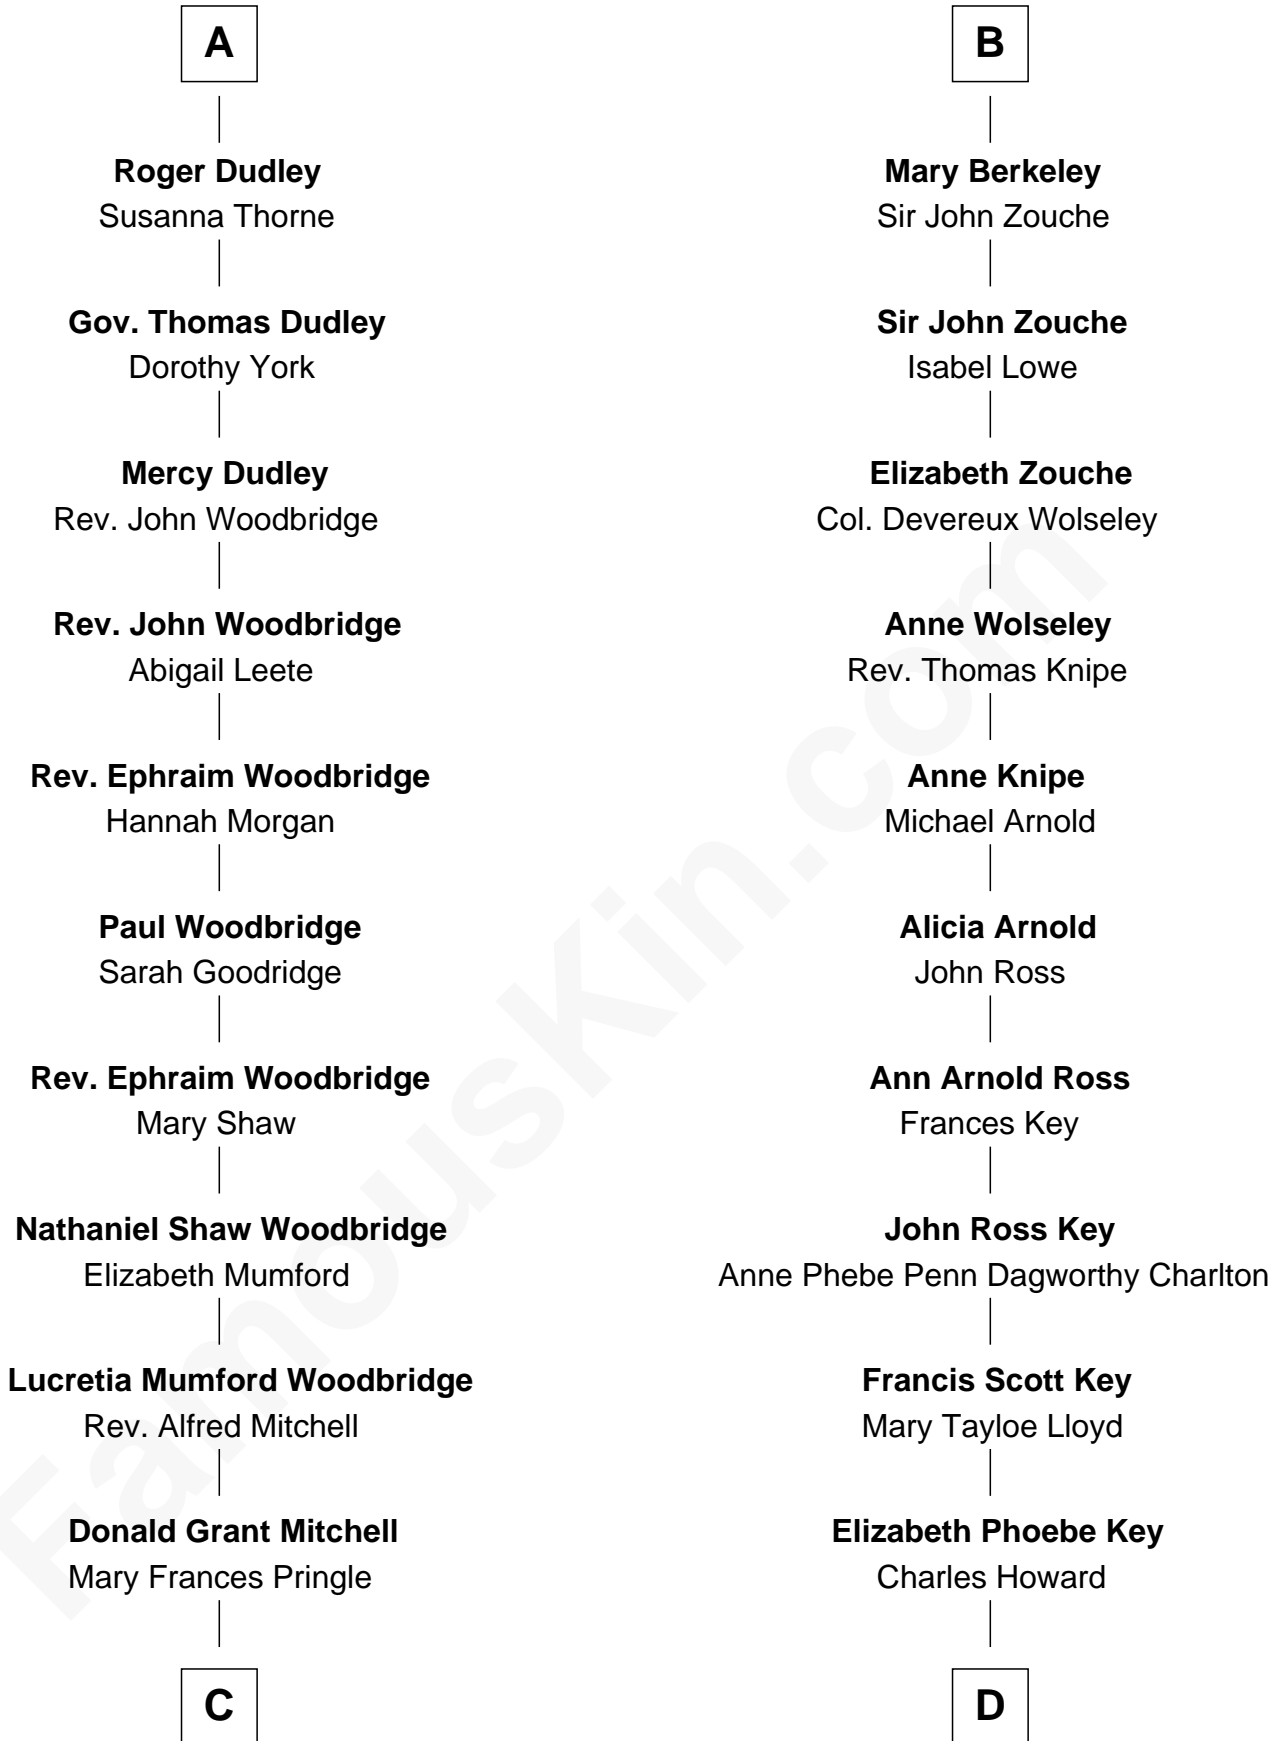 A
Roger Dudley
Susanna Thorne
Gov. Thomas Dudley
Dorothy York
Mercy Dudley
Rev. John Woodbridge
Rev. John Woodbridge
Abigail Leete
Rev. Ephraim Woodbridge
Hannah Morgan
Paul Woodbridge
Sarah Goodridge
Rev. Ephraim Woodbridge
Mary Shaw
Nathaniel Shaw Woodbridge
Elizabeth Mumford
Lucretia Mumford Woodbridge
Rev. Alfred Mitchell
Donald Grant Mitchell
Mary Frances Pringle
C
B
Mary Berkeley
Sir John Zouche
Sir John Zouche
Isabel Lowe
Elizabeth Zouche
Col. Devereux Wolseley
Anne Wolseley
Rev. Thomas Knipe
Anne Knipe
Michael Arnold
Alicia Arnold
John Ross
Ann Arnold Ross
Frances Key
John Ross Key
Anne Phebe Penn Dagworthy Charlton
Francis Scott Key
Mary Tayloe Lloyd
Elizabeth Phoebe Key
Charles Howard
D
FamousKin.com